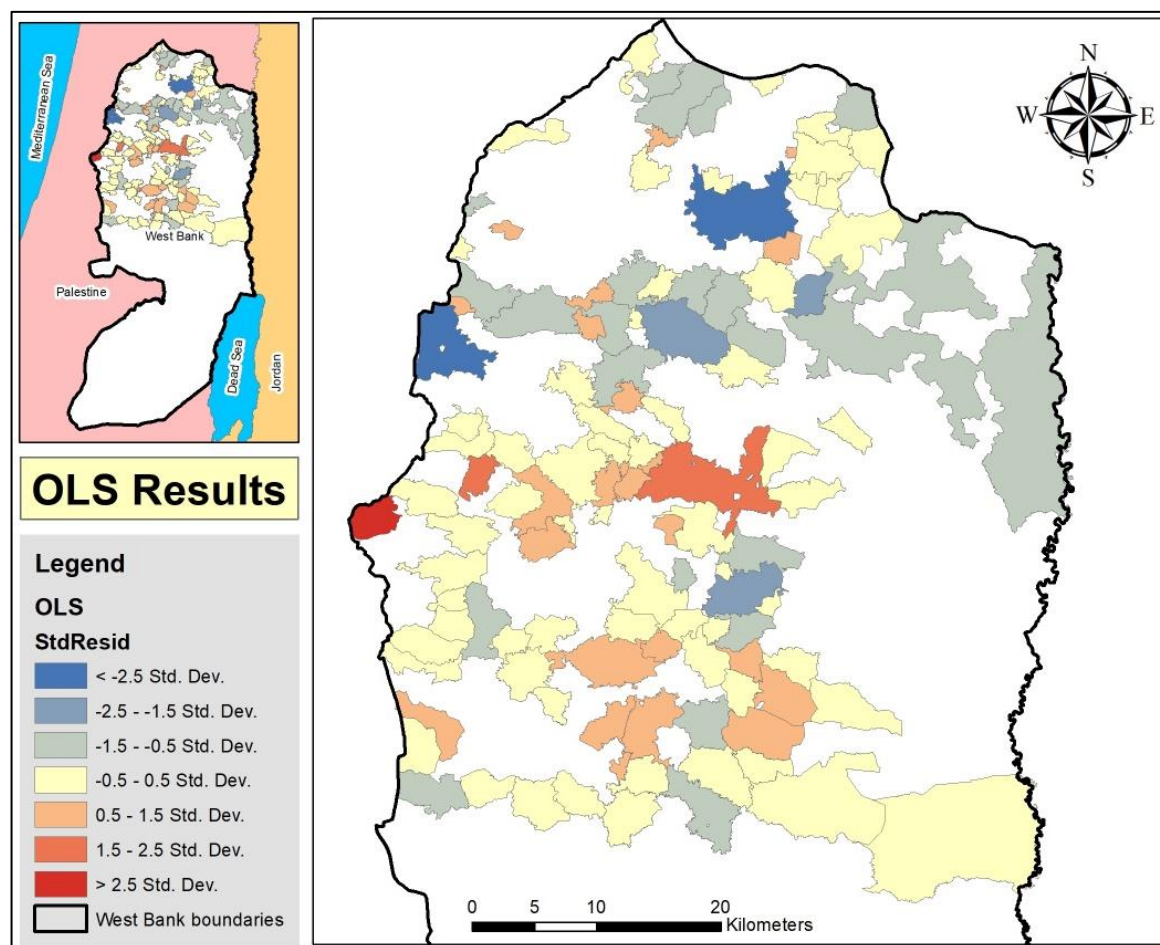 Mediterranean Sea
West Bank
Palestine
Dead Sea
Jordan
OLS Results
Legend
OLS
StdResid
< -2.5 Std. Dev.
-2.5 - -1.5 Std. Dev.
-1.5 - -0.5 Std. Dev.
-0.5 - 0.5 Std. Dev.
0.5 - 1.5 Std. Dev.
1.5 - 2.5 Std. Dev.
> 2.5 Std. Dev.
West Bank boundaries
N
W E
S
0 5 10 20
Kilometers